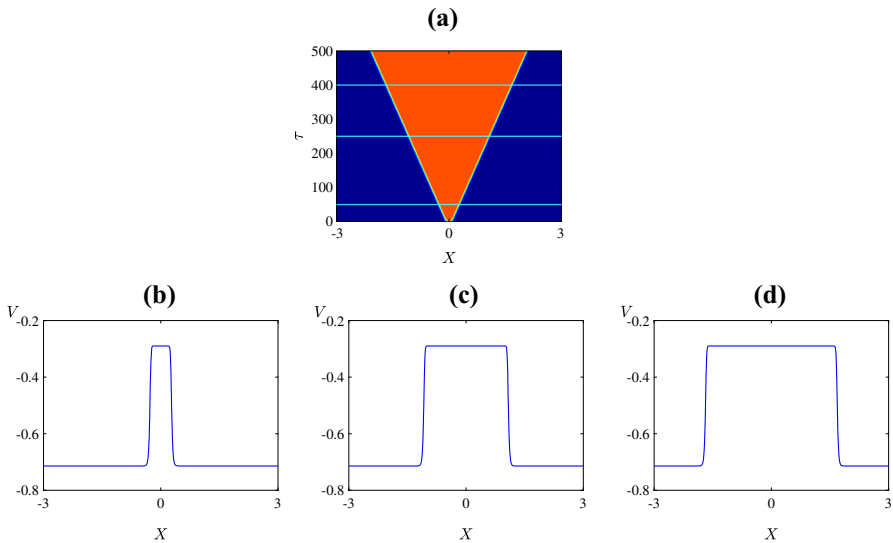 (a)
500
400
300
200
100
0
τ
-3 0 3
X
(b) (c) (d)
V V V
-0.2 -0.2 -0.2
-0.4 -0.4 -0.4
-0.6 -0.6 -0.6
-0.8 -0.8 -0.8
-3 0 3 -3 0 3 -3 0 3
X X X